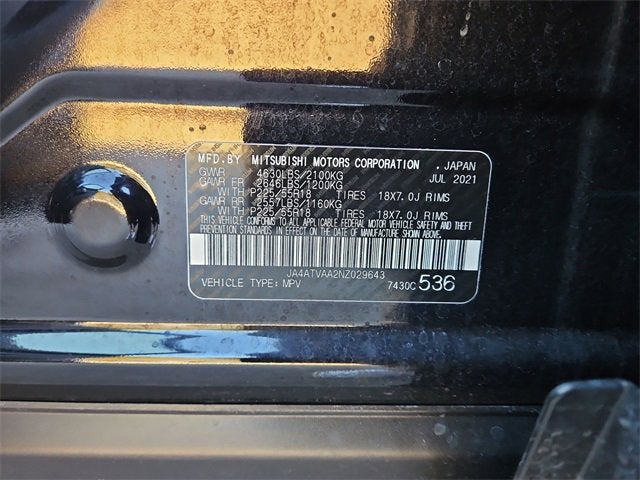 MFD.BY MITSUBISHI MOTORS CORPORATION , JAPAN
GVWR 4630LBS/2100KG JUL 2021
GAWR FR 2646LBS/1200KG
WITH P225/55R18 TIRES 18X7.0J RIMS
GAWR RR 2557LBS/1160KG
WITH P225/55R18 TIRES 18X7.0J RIMS
THIS VEHICLE CONFORMS TO ALL APPLICABLE FEDERAL MOTOR VEHICLE SAFETY AND THEFT
PREVENTION STANDARDS IN EFFECT ON THE DATE OF MANUFACTURE SHOWN ABOVE.
JA4ATVAA2NZ029643
VEHICLE TYPE: MPV 7430C 536